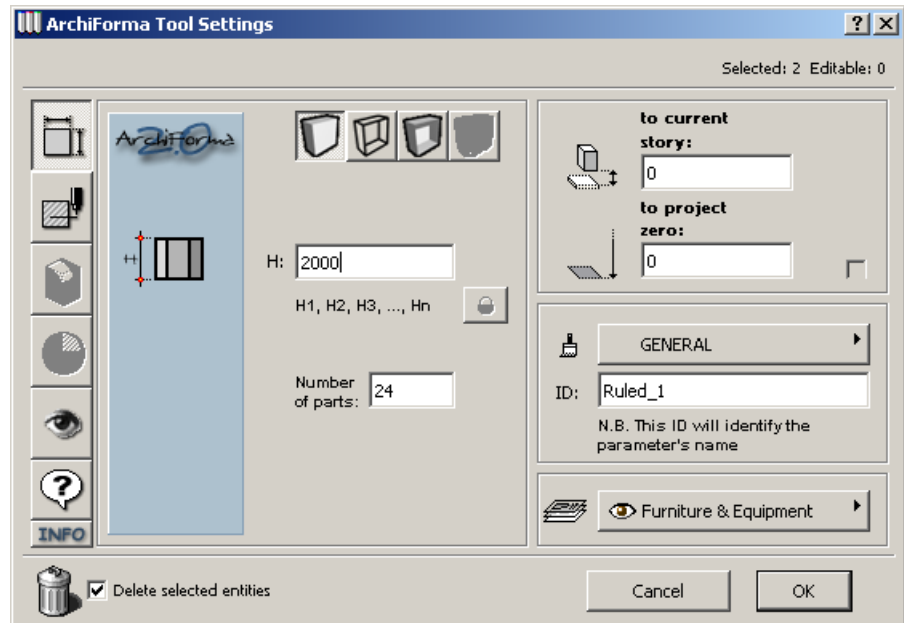 ArchiForma Tool Settings
Selected: 2 Editable: 0
ArchiForma
2.0
H
H: 2000
H1, H2, H3, ..., Hn
Number
of parts: 24
to current
story:
0
to project
zero:
0
GENERAL
ID: Ruled_1
N.B. This ID will identify the
parameter's name
Furniture & Equipment
INFO
Delete selected entities
Cancel
OK